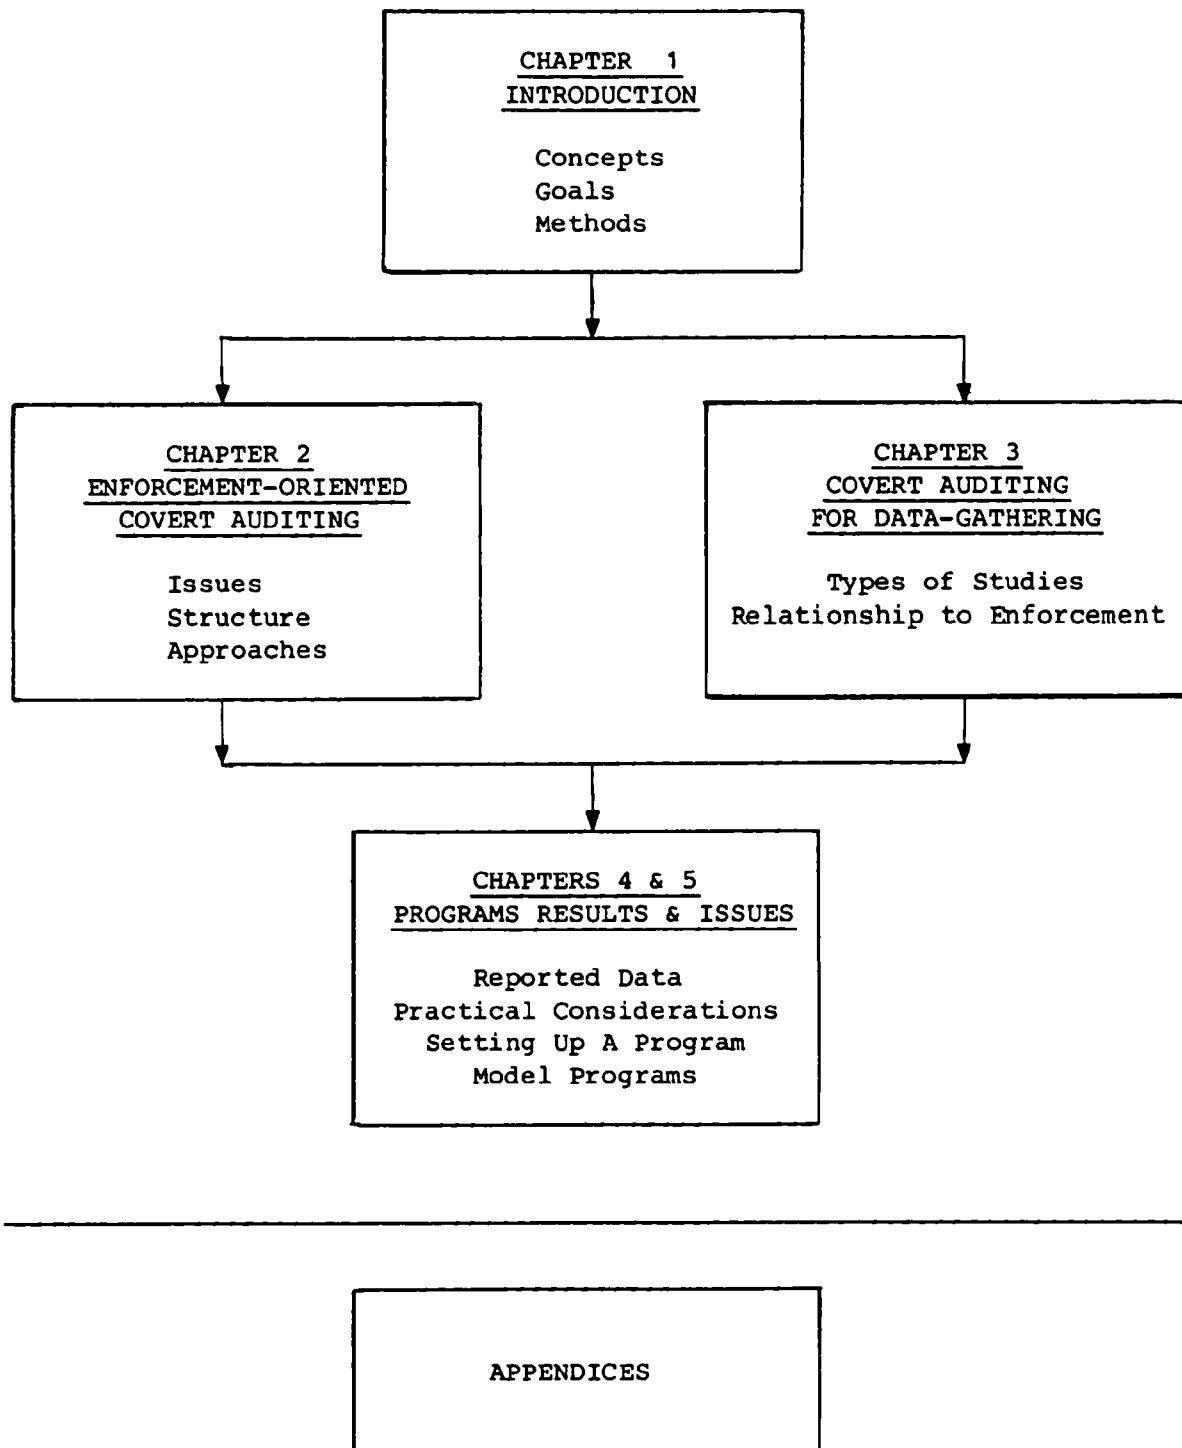 CHAPTER 1
INTRODUCTION
Concepts
Goals
Methods
CHAPTER 2
ENFORCEMENT-ORIENTED
COVERT AUDITING
Issues
Structure
Approaches
CHAPTER 3
COVERT AUDITING
FOR DATA-GATHERING
Types of Studies
Relationship to Enforcement
CHAPTERS 4 & 5
PROGRAMS RESULTS & ISSUES
Reported Data
Practical Considerations
Setting Up A Program
Model Programs
APPENDICES